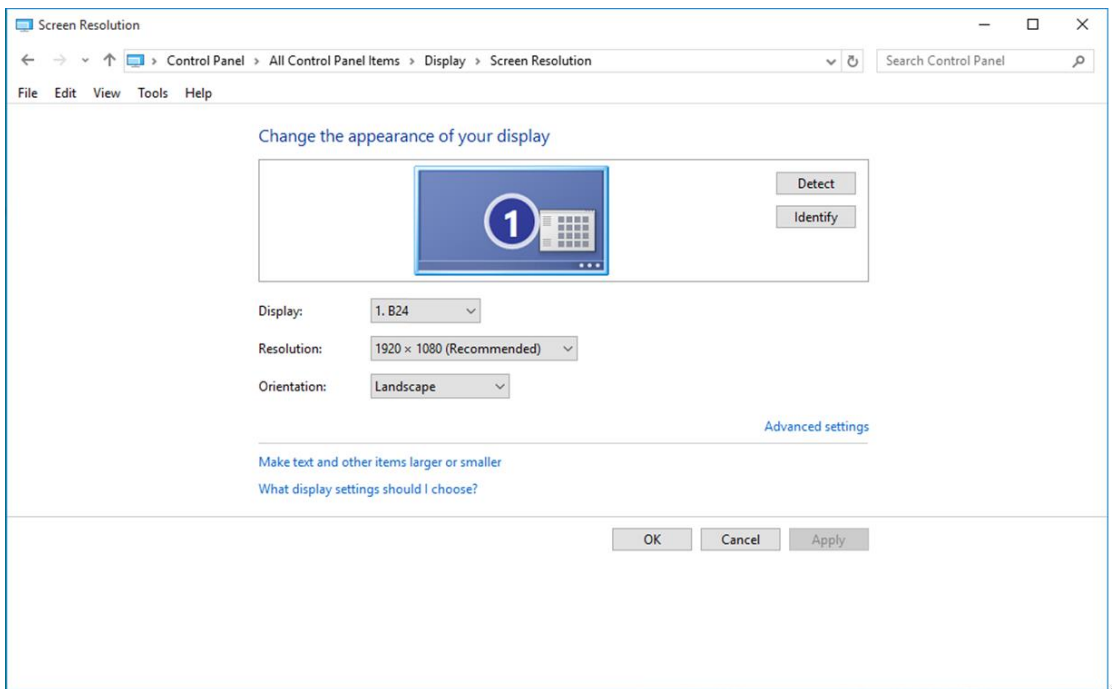 Screen Resolution
Control Panel > All Control Panel Items > Display > Screen Resolution
Search Control Panel
File Edit View Tools Help
Change the appearance of your display
1
Detect
Identify
Display: 1. B24
Resolution: 1920 × 1080 (Recommended)
Orientation: Landscape
Advanced settings
Make text and other items larger or smaller
What display settings should I choose?
OK Cancel Apply